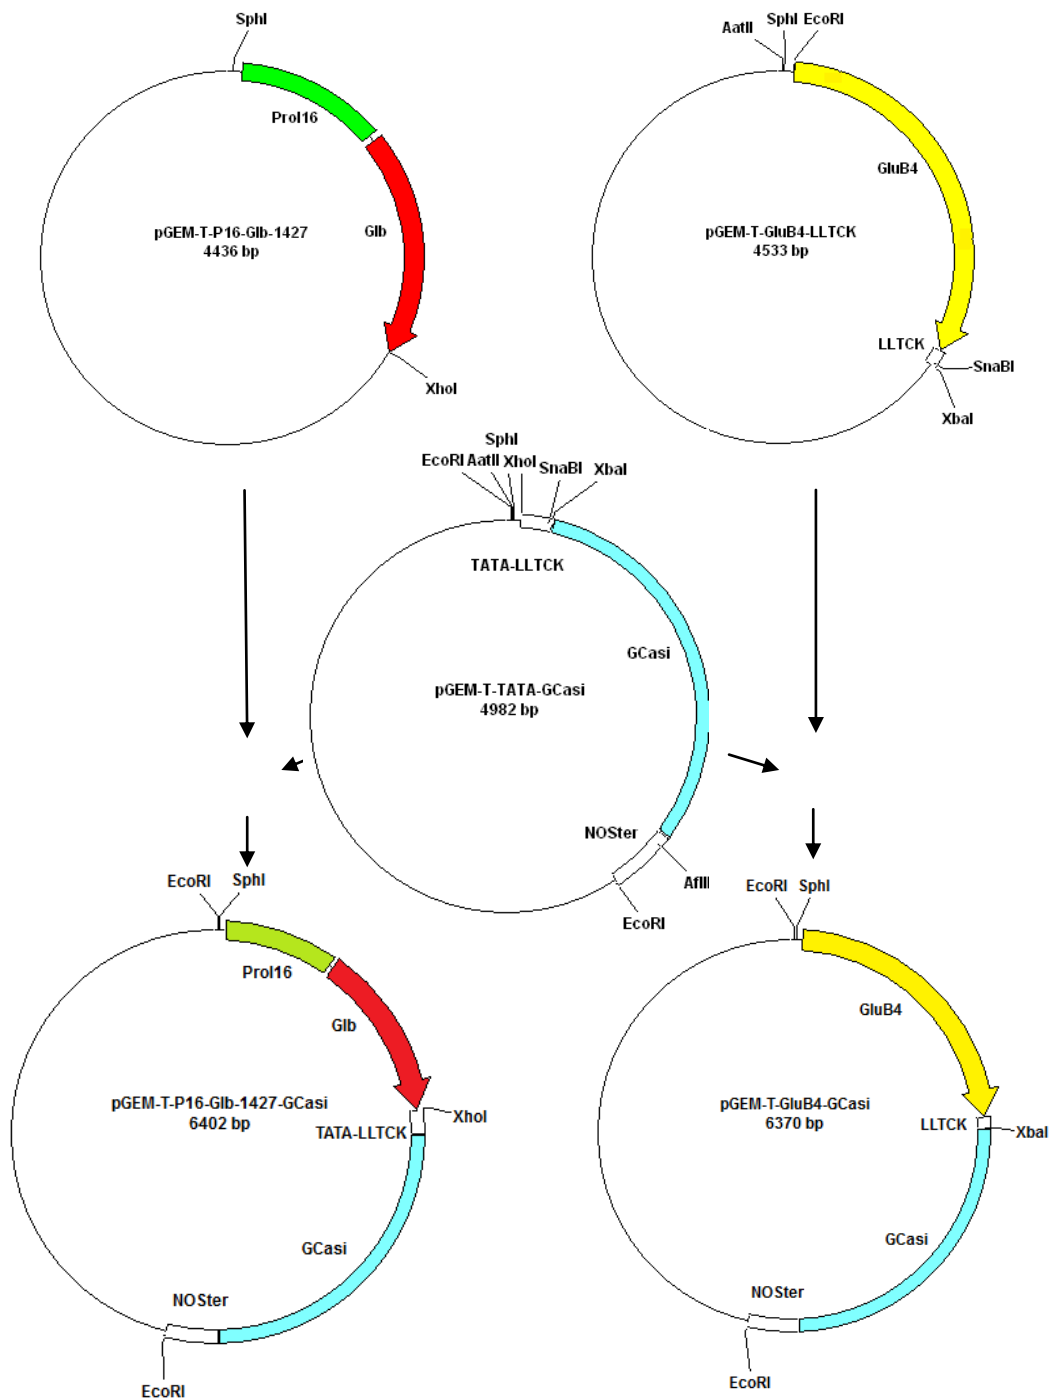 SphI
ProI16
Glb
pGEM-T-P16-Glb-1427
4436 bp
XhoI
AatII SphI EcoRI
GluB4
pGEM-T-GluB4-LLTCK
4533 bp
LLTCK
SnaBI
XbaI
SphI
EcoRI AatII XhoI SnaBI XbaI
TATA-LLTCK
GCasi
pGEM-T-TATA-GCasi
4982 bp
NOSter
AflII
EcoRI
EcoRI SphI
ProI16
Glb
pGEM-T-P16-Glb-1427-GCasi
6402 bp
XhoI
TATA-LLTCK
GCasi
NOSter
EcoRI
EcoRI SphI
GluB4
pGEM-T-GluB4-GCasi
6370 bp
LLTCK
XbaI
GCasi
NOSter
EcoRI